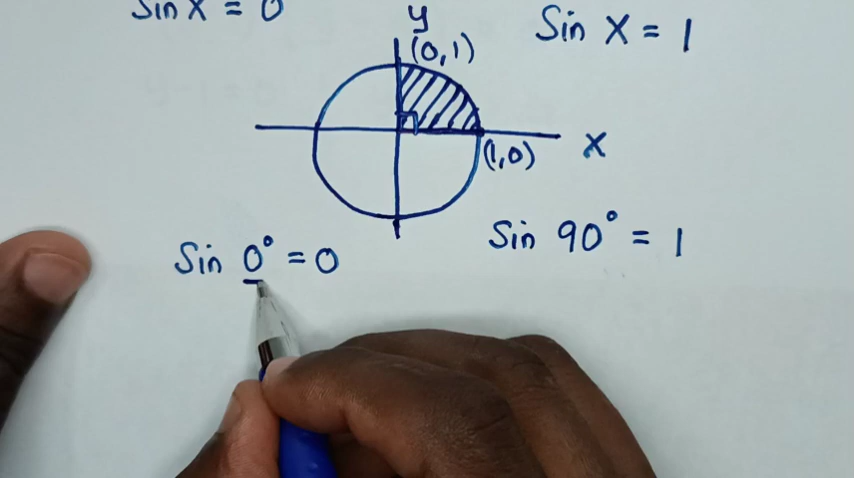 Sin X = 0
Sin X = 1
y
(0,1)
(1,0)
X
Sin 0° = 0
Sin 90° = 1